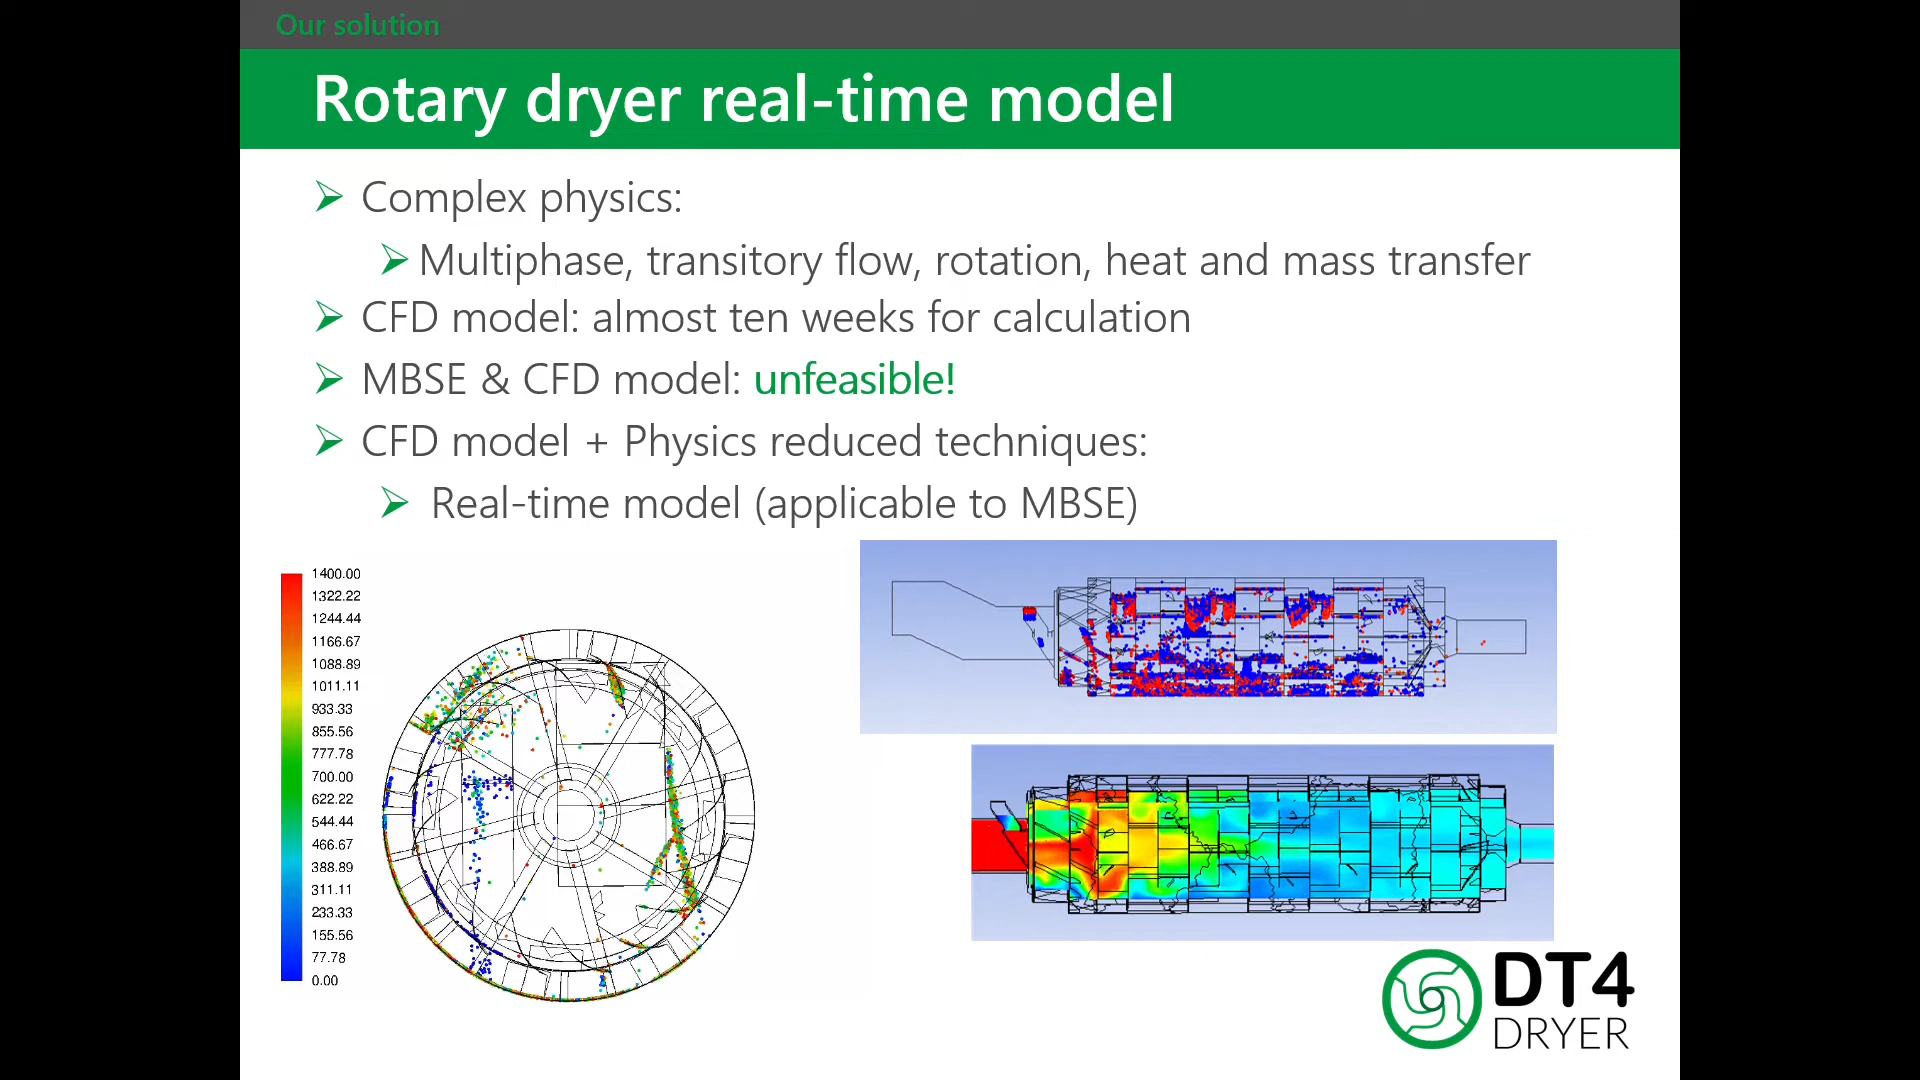 Our solution
Rotary dryer real-time model
Complex physics:
Multiphase, transitory flow, rotation, heat and mass transfer
CFD model: almost ten weeks for calculation
MBSE & CFD model: unfeasible!
CFD model + Physics reduced techniques:
Real-time model (applicable to MBSE)
1400.00
1322.22
1244.44
1166.67
1088.89
1011.11
933.33
855.56
777.78
700.00
622.22
544.44
466.67
388.89
311.11
233.33
155.56
77.78
0.00
DT4
DRYER